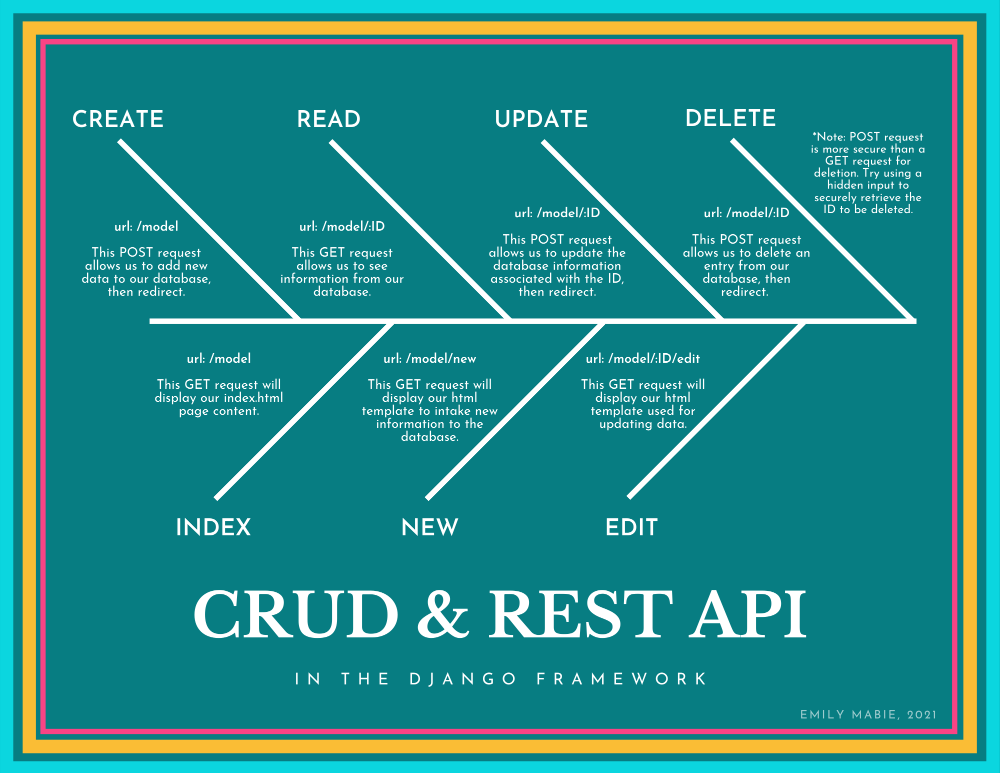 CREATE
READ
UPDATE
DELETE
*Note: POST request
is more secure than a
GET request for
deletion. Try using a
hidden input to
securely retrieve the
ID to be deleted.
url: /model
This POST request
allows us to add new
data to our database,
then redirect.
url: /model/:ID
This GET request
allows us to see
information from our
database.
url: /model/:ID
This POST request
allows us to update the
database information
associated with the ID,
then redirect.
url: /model/:ID
This POST request
allows us to delete an
entry from our
database, then
redirect.
url: /model
This GET request will
display our index.html
page content.
url: /model/new
This GET request will
display our html
template to intake new
information to the
database.
url: /model/:ID/edit
This GET request will
display our html
template used for
updating data.
INDEX
NEW
EDIT
CRUD & REST API
IN THE DJANGO FRAMEWORK
EMILY MABIE, 2021